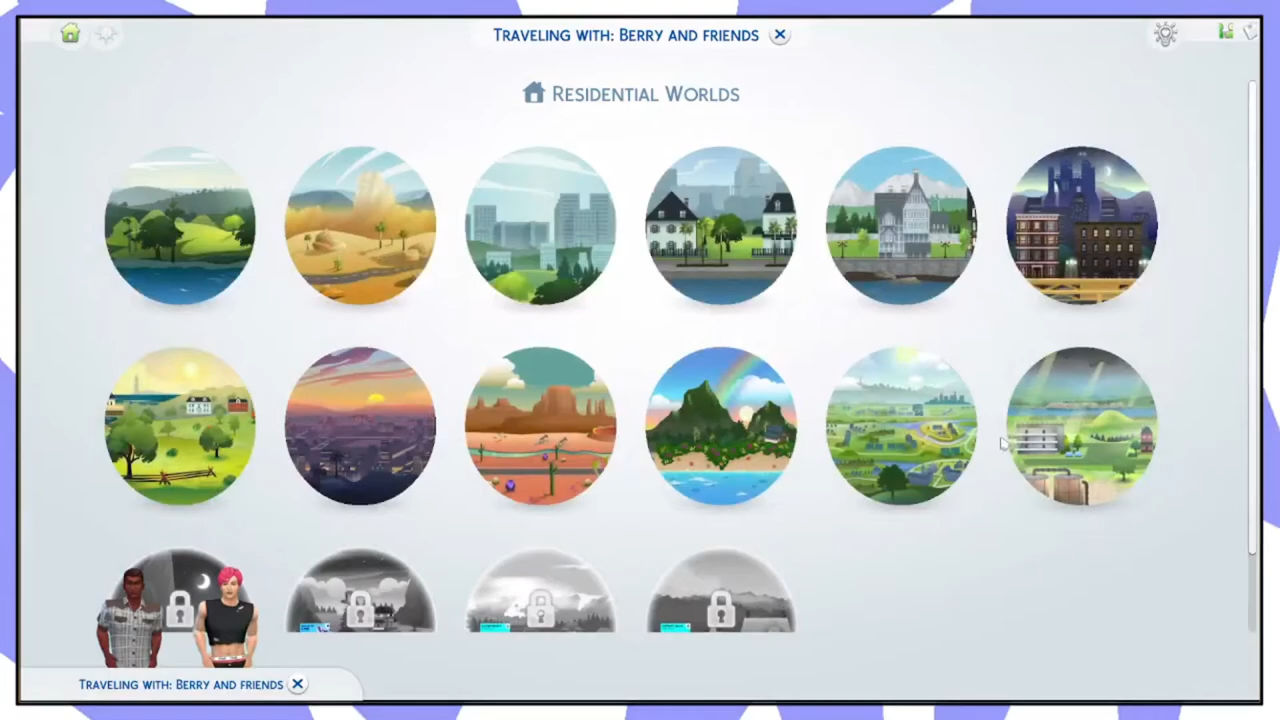 TRAVELING WITH: BERRY AND FRIENDS
RESIDENTIAL WORLDS
TRAVELING WITH: BERRY AND FRIENDS